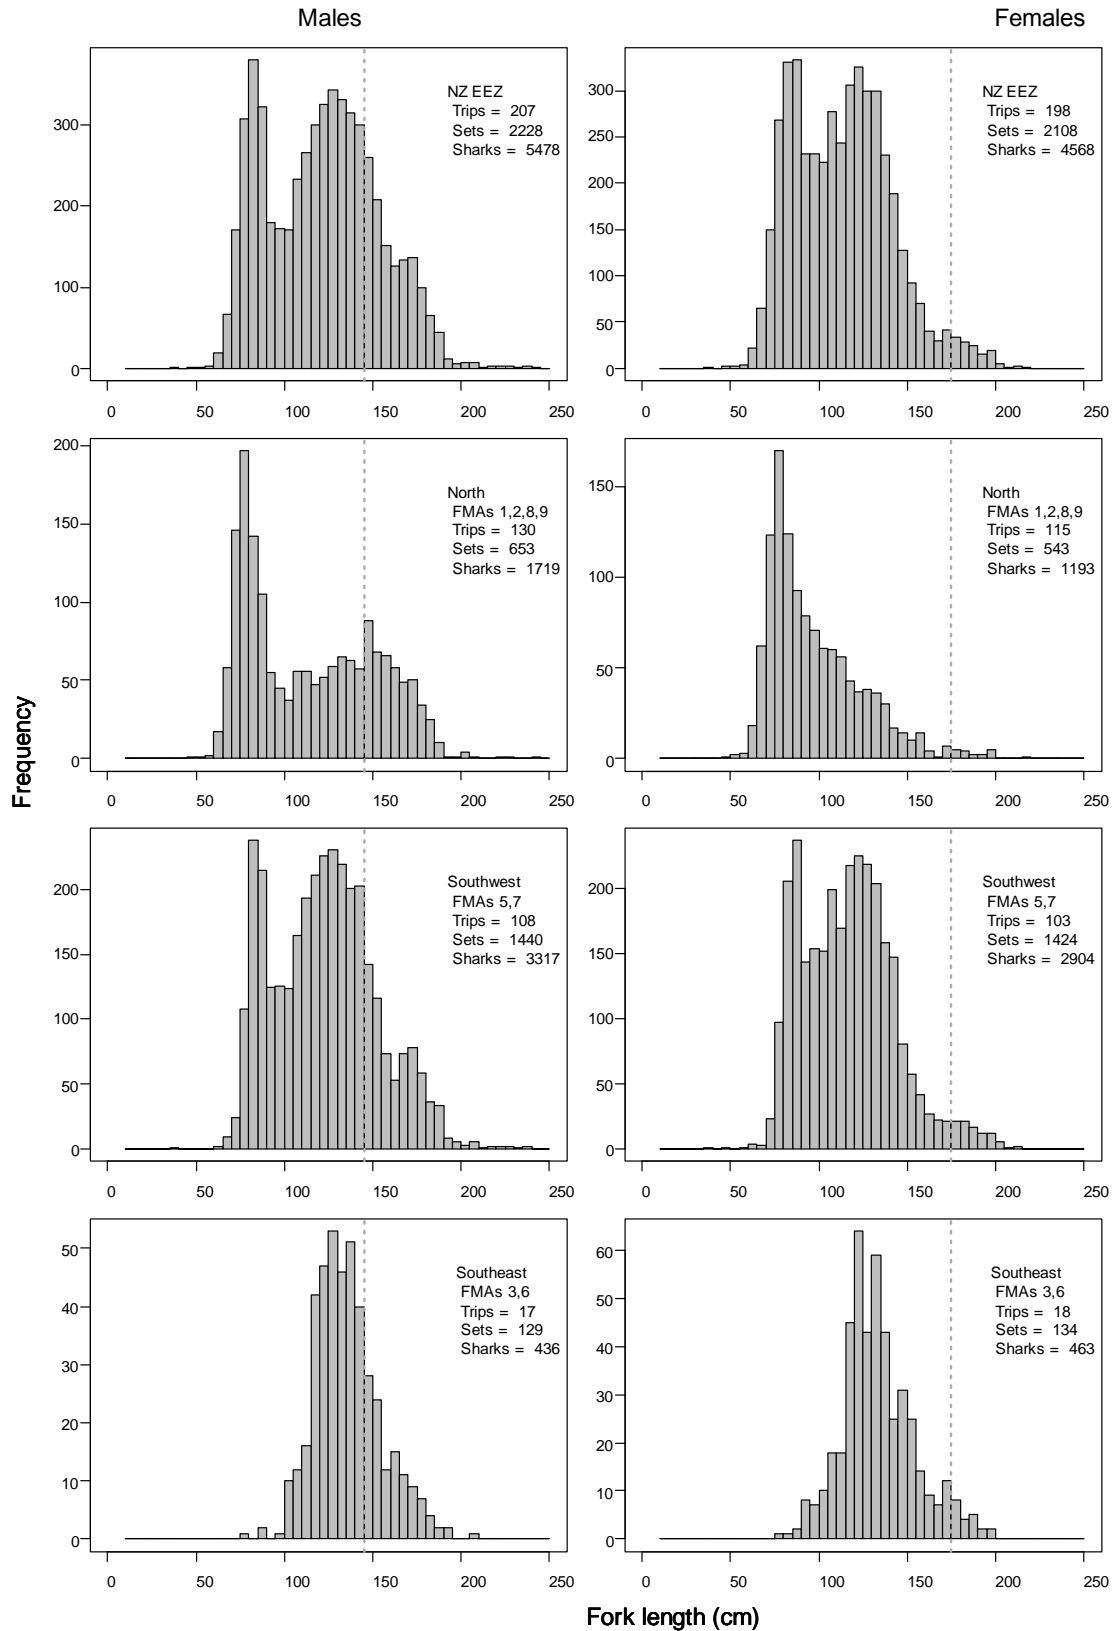 Males
Females
NZ EEZ
Trips = 207
Sets = 2228
Sharks = 5478
300
200
100
0
0 50 100 150 200 250
NZ EEZ
Trips = 198
Sets = 2108
Sharks = 4568
300
250
200
150
100
50
0
0 50 100 150 200 250
North
FMAs 1,2,8,9
Trips = 130
Sets = 653
Sharks = 1719
200
150
100
50
0
0 50 100 150 200 250
North
FMAs 1,2,8,9
Trips = 115
Sets = 543
Sharks = 1193
150
100
50
0
0 50 100 150 200 250
Frequency
Southwest
FMAs 5,7
Trips = 108
Sets = 1440
Sharks = 3317
200
150
100
50
0
0 50 100 150 200 250
Southwest
FMAs 5,7
Trips = 103
Sets = 1424
Sharks = 2904
200
150
100
50
0
0 50 100 150 200 250
Southeast
FMAs 3,6
Trips = 17
Sets = 129
Sharks = 436
50
40
30
20
10
0
0 50 100 150 200 250
Southeast
FMAs 3,6
Trips = 18
Sets = 134
Sharks = 463
60
50
40
30
20
10
0
0 50 100 150 200 250
Fork length (cm)